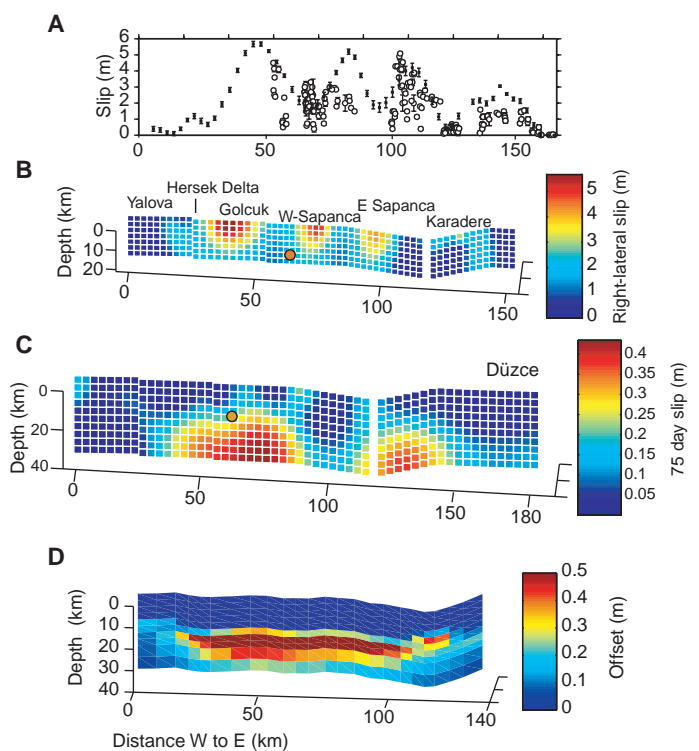 A
Slip (m)
6
5
4
3
2
1
0
0 50 100 150
B
Yalova
Hersek Delta
Golcuk
W-Sapanca
E Sapanca
Karadere
Depth (km)
0
10
20
0 50 100 150
5
4
3
2
1
0
Right-lateral slip (m)
C
Düzce
Depth (km)
0
20
40
0 50 100 150 180
0.4
0.35
0.3
0.25
0.2
0.15
0.1
0.05
75 day slip (m)
D
Depth (km)
0
10
20
30
40
0 50 100 140
Distance W to E (km)
0.5
0.4
0.3
0.2
0.1
0
Offset (m)